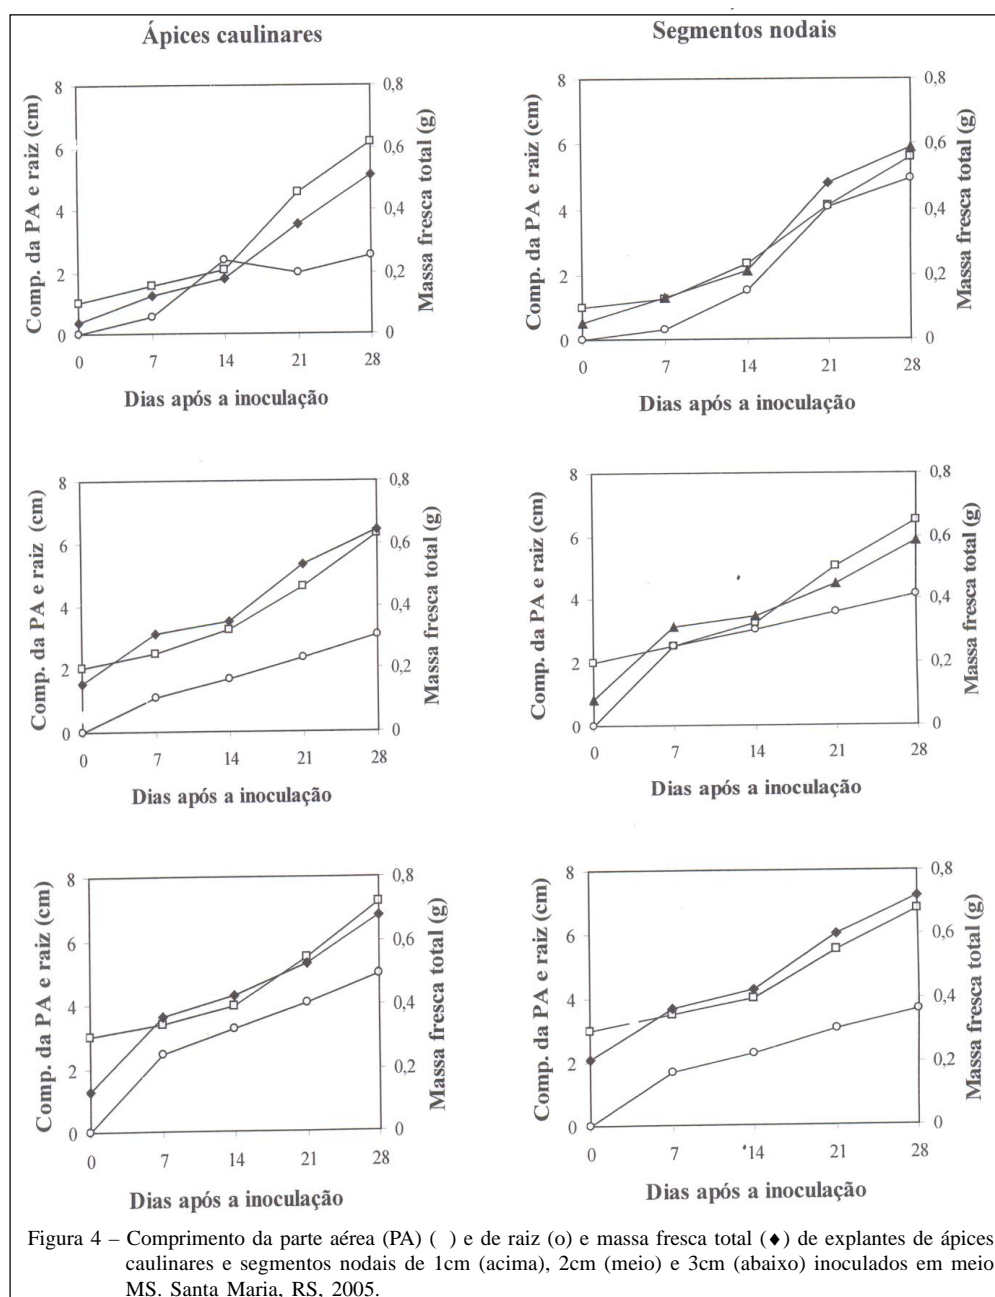 Ápices caulinares
Segmentos nodais
Comp. da PA e raiz (cm)
8
6
4
2
0
0,8
0,6
0,4
0,2
0
Massa fresca total (g)
0 7 14 21 28
Dias após a inoculação
Comp. da PA e raiz (cm)
8
6
4
2
0
0,8
0,6
0,4
0,2
0
Massa fresca total (g)
0 7 14 21 28
Dias após a inoculação
Comp. da PA e raiz (cm)
8
6
4
2
0
0,8
0,6
0,4
0,2
0
Massa fresca total (g)
0 7 14 21 28
Dias após a inoculação
Comp. da PA e raiz (cm)
8
6
4
2
0
0,8
0,6
0,4
0,2
0
Massa fresca total (g)
0 7 14 21 28
Dias após a inoculação
Comp. da PA e raiz (cm)
8
6
4
2
0
0,8
0,6
0,4
0,2
0
Massa fresca total (g)
0 7 14 21 28
Dias após a inoculação
Comp. da PA e raiz (cm)
8
6
4
2
0
0,8
0,6
0,4
0,2
0
Massa fresca total (g)
0 7 14 21 28
Dias após a inoculação
Figura 4 – Comprimento da parte aérea (PA) ( ) e de raiz (o) e massa fresca total (♦) de explantes de ápices
caulinares e segmentos nodais de 1cm (acima), 2cm (meio) e 3cm (abaixo) inoculados em meio
MS. Santa Maria, RS, 2005.